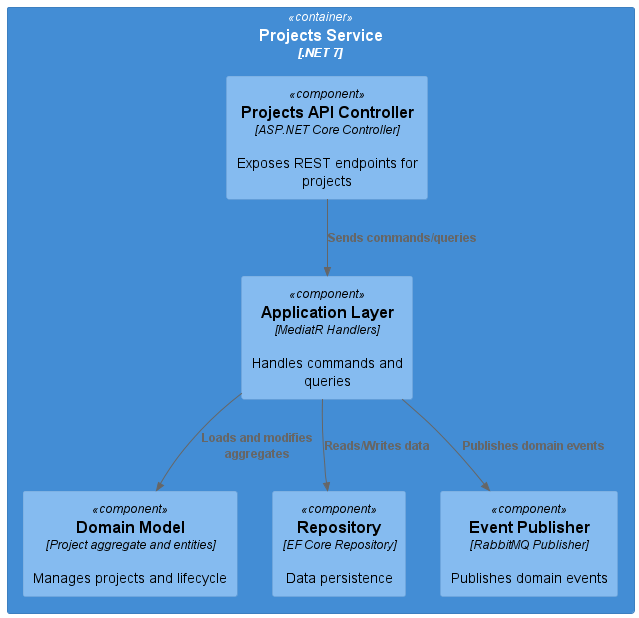 «container»
Projects Service
[.NET 7]
«component»
Projects API Controller
[ASP.NET Core Controller]
Exposes REST endpoints for
projects
Sends commands/queries
«component»
Application Layer
[MediatR Handlers]
Handles commands and
queries
Loads and modifies
aggregates
Reads/Writes data
Publishes domain events
«component»
Domain Model
[Project aggregate and entities]
Manages projects and lifecycle
«component»
Repository
[EF Core Repository]
Data persistence
«component»
Event Publisher
[RabbitMQ Publisher]
Publishes domain events